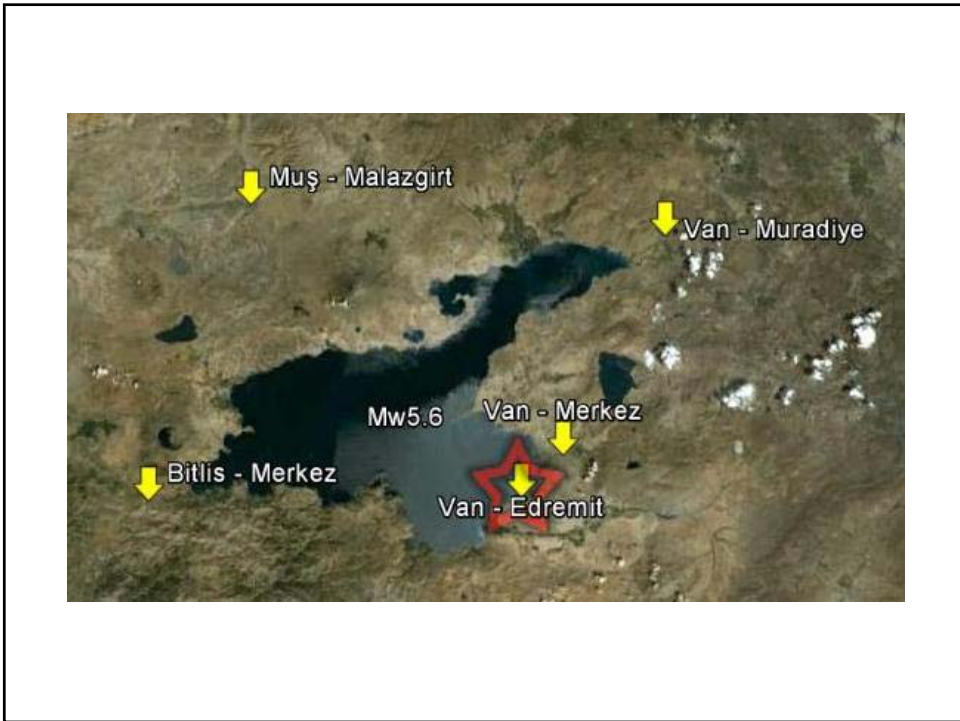 Muş - Malazgirt
Van - Muradiye
Mw5.6
Van - Merkez
Bitlis - Merkez
Van - Edremit